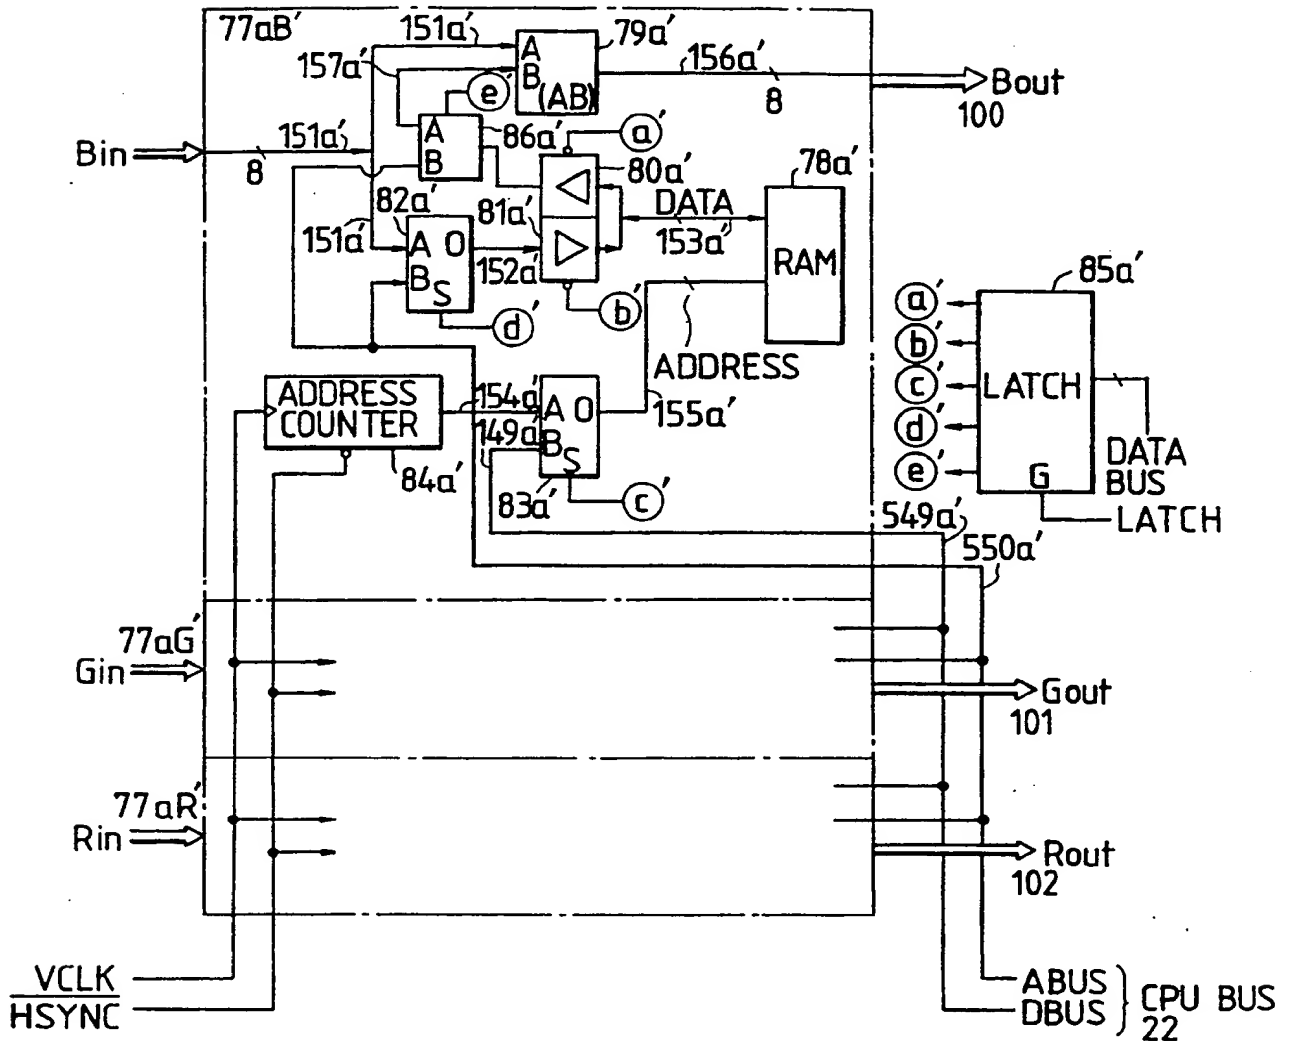 77aB′
151a′
79a′
157a′
A
B
(AB)
156a′
8
Bout
100
e′
A
B
86a′
a′
Bin
8
151a′
80a′
78a′
82a′
81a′
DATA
153a′
RAM
151a′
A O
B
S
152a′
d′
b′
85a′
a′
b′
c′
d′
e′
LATCH
G
DATA
BUS
LATCH
ADDRESS
ADDRESS
COUNTER
154a′
149a′
A O
B
S
155a′
84a′
83a′
c′
549a′
550a′
77aG′
Gin
Gout
101
77aR′
Rin
Rout
102
VCLK
HSYNC
ABUS
DBUS
CPU BUS
22